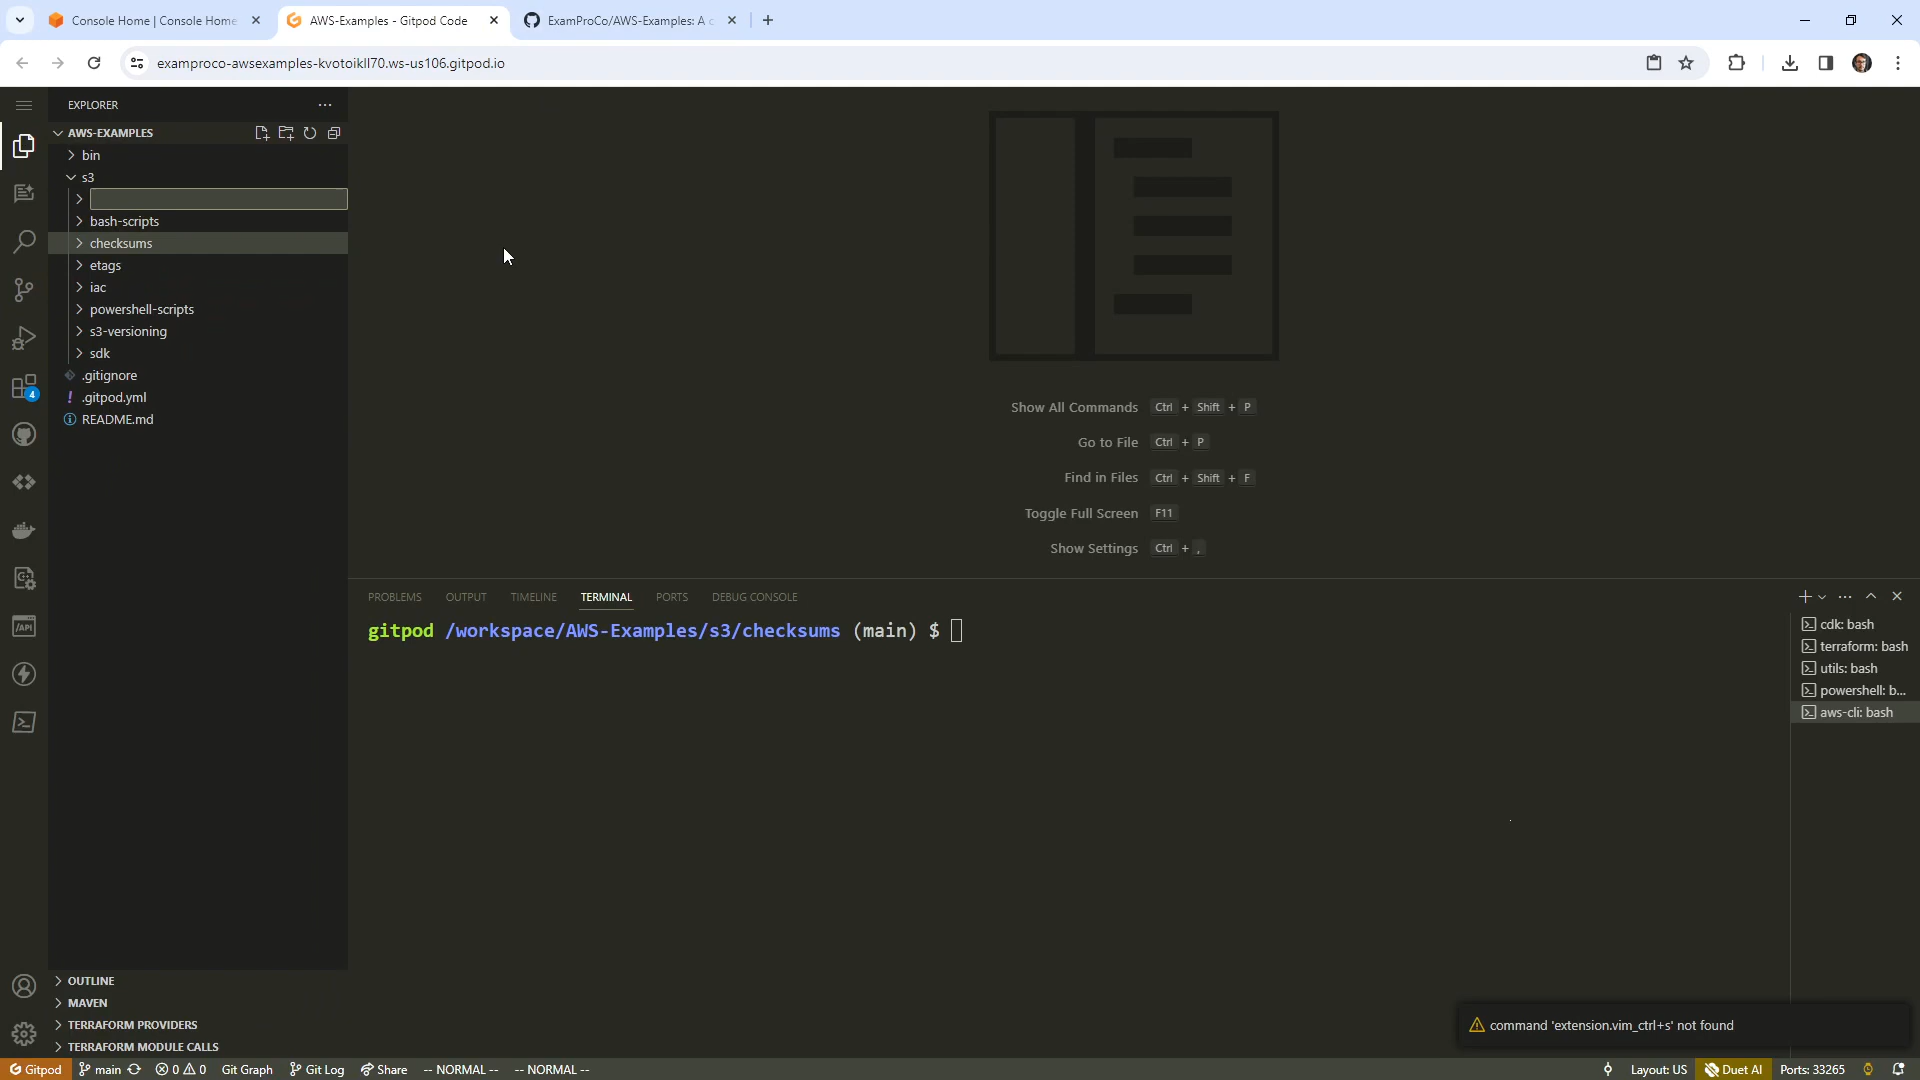 Console Home | Console Home
AWS-Examples - Gitpod Code
ExamProCo/AWS-Examples: A c
examproco-awsexamples-kvotoikll70.ws-us106.gitpod.io
EXPLORER
AWS-EXAMPLES
bin
s3
bash-scripts
checksums
etags
iac
powershell-scripts
s3-versioning
sdk
.gitignore
.gitpod.yml
README.md
4
Show All Commands Ctrl + Shift + P
Go to File Ctrl + P
Find in Files Ctrl + Shift + F
Toggle Full Screen F11
Show Settings Ctrl + ,
PROBLEMS OUTPUT TIMELINE TERMINAL PORTS DEBUG CONSOLE
gitpod /workspace/AWS-Examples/s3/checksums (main) $
cdk: bash
terraform: bash
utils: bash
powershell: b...
aws-cli: bash
OUTLINE
MAVEN
TERRAFORM PROVIDERS
TERRAFORM MODULE CALLS
command 'extension.vim_ctrl+s' not found
Gitpod main 0 0 Git Graph Git Log Share -- NORMAL -- -- NORMAL -- Layout: US Duet AI Ports: 33265